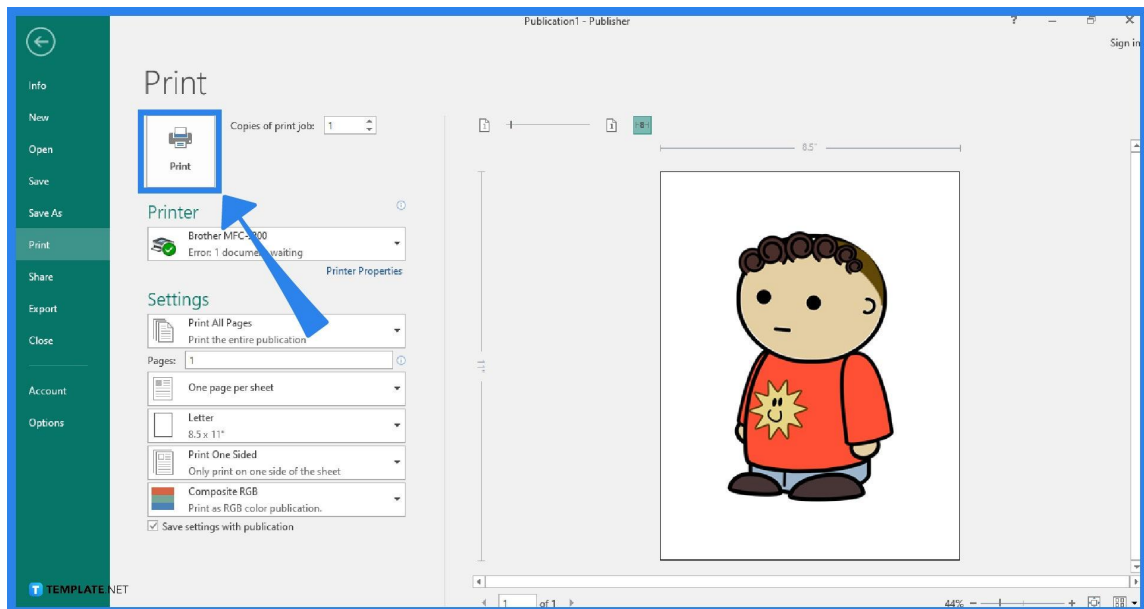 Publication1 - Publisher
?
Sign in
Info
New
Open
Save
Save As
Print
Share
Export
Close
Account
Options
Print
Print
Copies of print job: 1
Printer
Brother MFC-
Error: 1 document waiting
Printer Properties
Settings
Print All Pages
Print the entire publication
Pages: 1
One page per sheet
Letter
8.5 x 11"
Print One Sided
Only print on one side of the sheet
Composite RGB
Print as RGB color publication.
Save settings with publication
8.5"
11"
1 of 1
44%
T TEMPLATE.NET